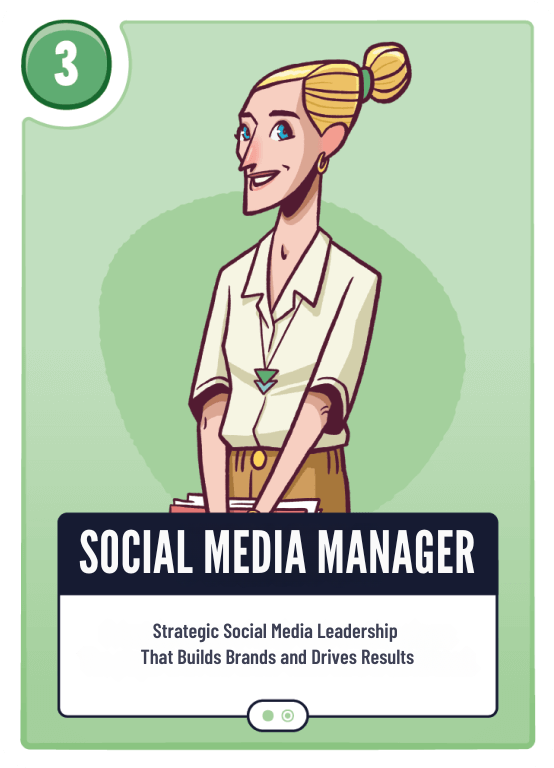 3
SOCIAL MEDIA MANAGER
Strategic Social Media Leadership
That Builds Brands and Drives Results